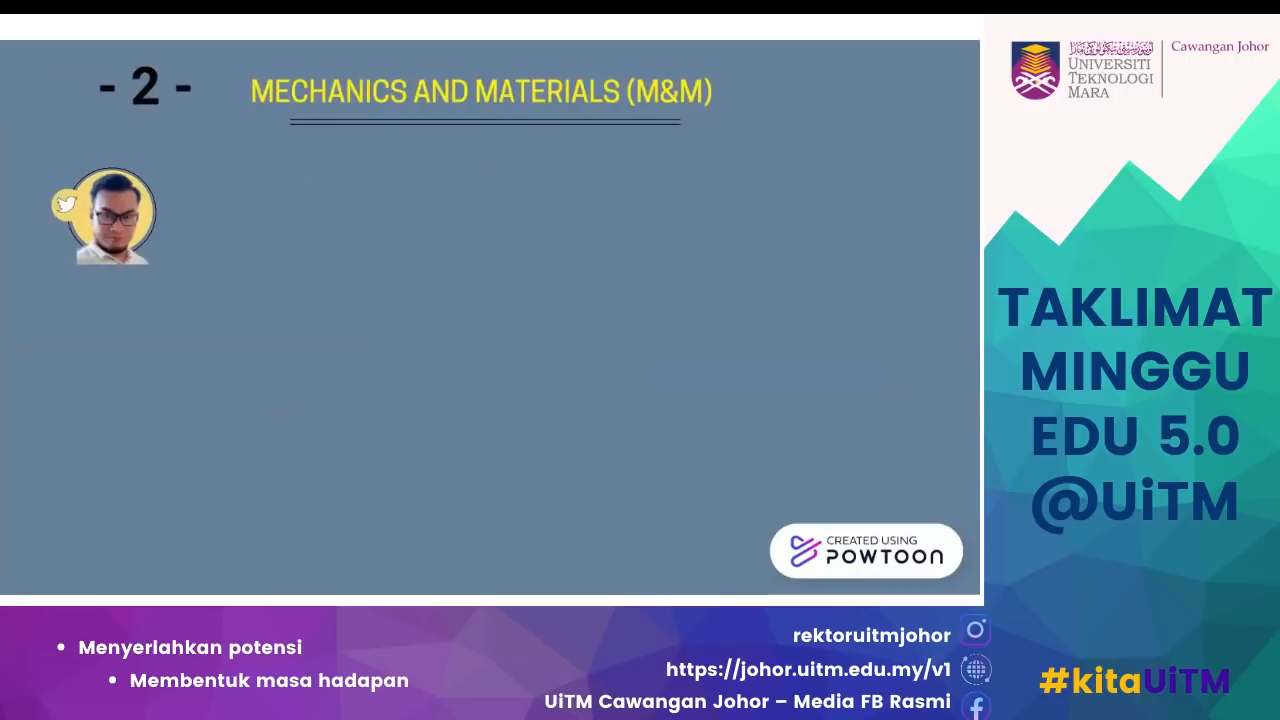 - 2 -
MECHANICS AND MATERIALS (M&M)
CREATED USING
POWTOON
UNIVERSITI
TEKNOLOGI
MARA
Cawangan Johor
TAKLIMAT
MINGGU
EDU 5.0
@UiTM
• Menyerlahkan potensi
• Membentuk masa hadapan
rektoruitmjohor
https://johor.uitm.edu.my/v1
UiTM Cawangan Johor – Media FB Rasmi
#kitaUiTM